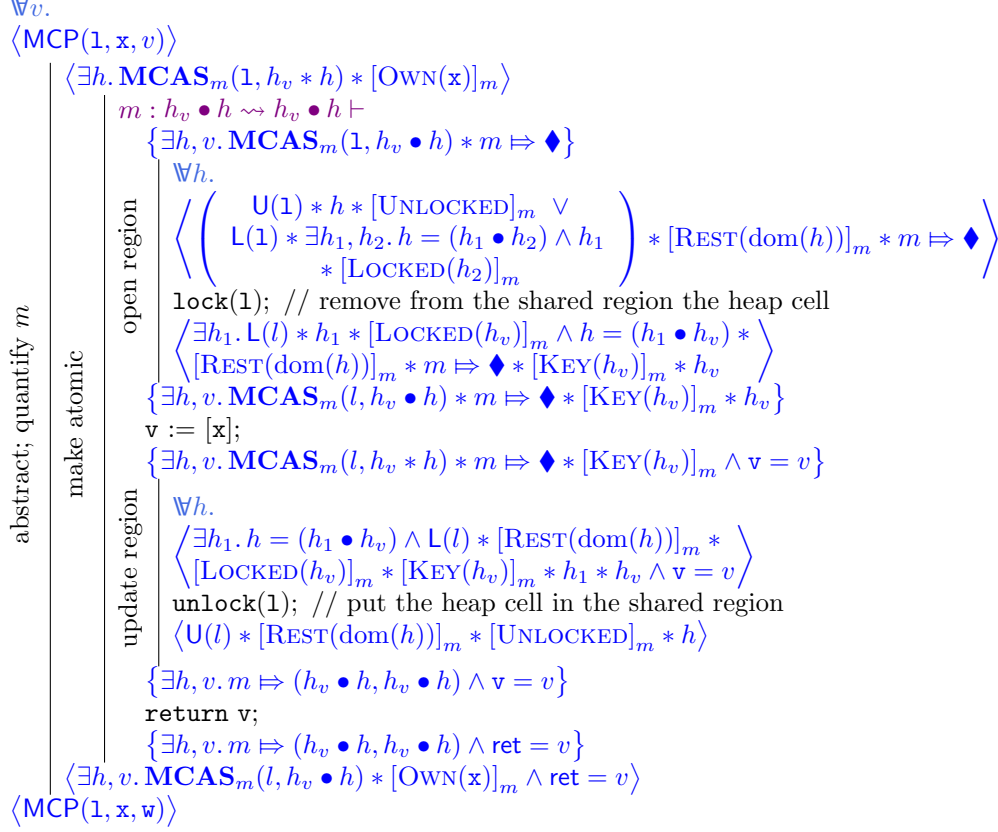 ∀v.
⟨MCP(l, x, v)⟩
abstract; quantify m
⟨∃h. MCAS_m(l, h_v ∗ h) ∗ [OWN(x)]_m⟩
make atomic
m : h_v • h ⇝ h_v • h ⊢
{∃h, v. MCAS_m(l, h_v • h) ∗ m ⤇ ♦}
open region
∀h.
⟨( U(l) ∗ h ∗ [UNLOCKED]_m ∨
L(l) ∗ ∃h_1, h_2. h = (h_1 • h_2) ∧ h_1
∗ [LOCKED(h_2)]_m ) ∗ [REST(dom(h))]_m ∗ m ⤇ ♦⟩
lock(l); // remove from the shared region the heap cell
⟨∃h_1. L(l) ∗ h_1 ∗ [LOCKED(h_v)]_m ∧ h = (h_1 • h_v) ∗
[REST(dom(h))]_m ∗ m ⤇ ♦ ∗ [KEY(h_v)]_m ∗ h_v⟩
{∃h, v. MCAS_m(l, h_v • h) ∗ m ⤇ ♦ ∗ [KEY(h_v)]_m ∗ h_v}
v := [x];
{∃h, v. MCAS_m(l, h_v ∗ h) ∗ m ⤇ ♦ ∗ [KEY(h_v)]_m ∧ v = v}
update region
∀h.
⟨∃h_1. h = (h_1 • h_v) ∧ L(l) ∗ [REST(dom(h))]_m ∗
[LOCKED(h_v)]_m ∗ [KEY(h_v)]_m ∗ h_1 ∗ h_v ∧ v = v⟩
unlock(l); // put the heap cell in the shared region
⟨U(l) ∗ [REST(dom(h))]_m ∗ [UNLOCKED]_m ∗ h⟩
{∃h, v. m ⤇ (h_v • h, h_v • h) ∧ v = v}
return v;
{∃h, v. m ⤇ (h_v • h, h_v • h) ∧ ret = v}
⟨∃h, v. MCAS_m(l, h_v • h) ∗ [OWN(x)]_m ∧ ret = v⟩
⟨MCP(l, x, w)⟩